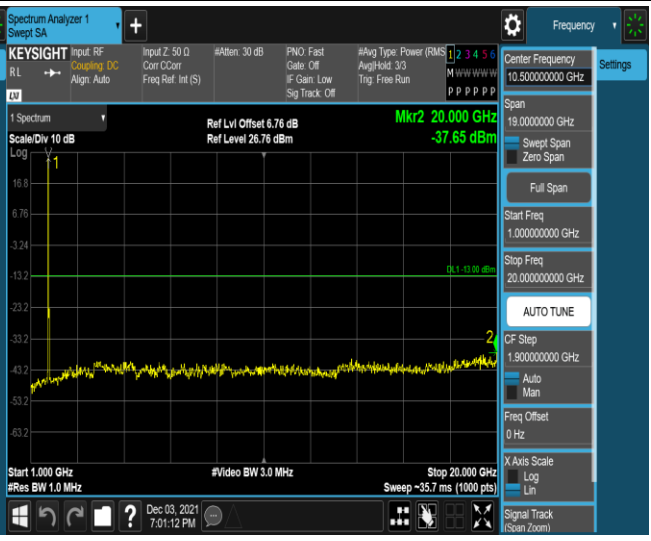 Spectrum Analyzer 1
Swept SA
Frequency
KEYSIGHT
RL
Input: RF
Coupling: DC
Align: Auto
Input Z: 50 Ω
Corr CCorr
Freq Ref: Int (S)
#Atten: 30 dB
PNO: Fast
Gate: Off
IF Gain: Low
Sig Track: Off
#Avg Type: Power (RMS
Avg|Hold: 3/3
Trig: Free Run
1 2 3 4 5 6
M W W W W W
P P P P P P
LXI
1 Spectrum
Scale/Div 10 dB
Log
Ref Lvl Offset 6.76 dB
Ref Level 26.76 dBm
Mkr2 20.000 GHz
-37.65 dBm
1
16.8
6.76
-3.24
-13.2
DL1 -13.00 dBm
-23.2
-33.2
2
-43.2
-53.2
-63.2
Start 1.000 GHz
#Res BW 1.0 MHz
#Video BW 3.0 MHz
Stop 20.000 GHz
Sweep ~35.7 ms (1000 pts)
?
Dec 03, 2021
7:01:12 PM
Center Frequency
10.500000000 GHz
Settings
Span
19.0000000 GHz
Swept Span
Zero Span
Full Span
Start Freq
1.000000000 GHz
Stop Freq
20.000000000 GHz
AUTO TUNE
CF Step
1.900000000 GHz
Auto
Man
Freq Offset
0 Hz
X Axis Scale
Log
Lin
Signal Track
(Span Zoom)